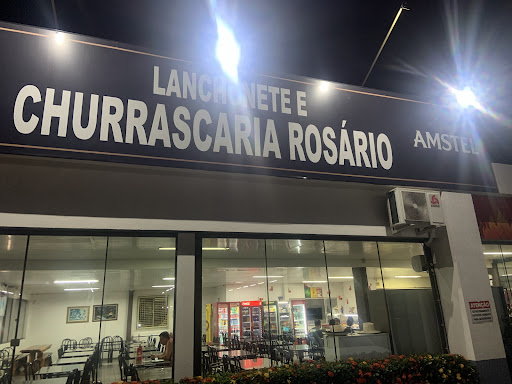 LANCHONETE E
CHURRASCARIA ROSÁRIO
AMSTEL
ATENÇÃO